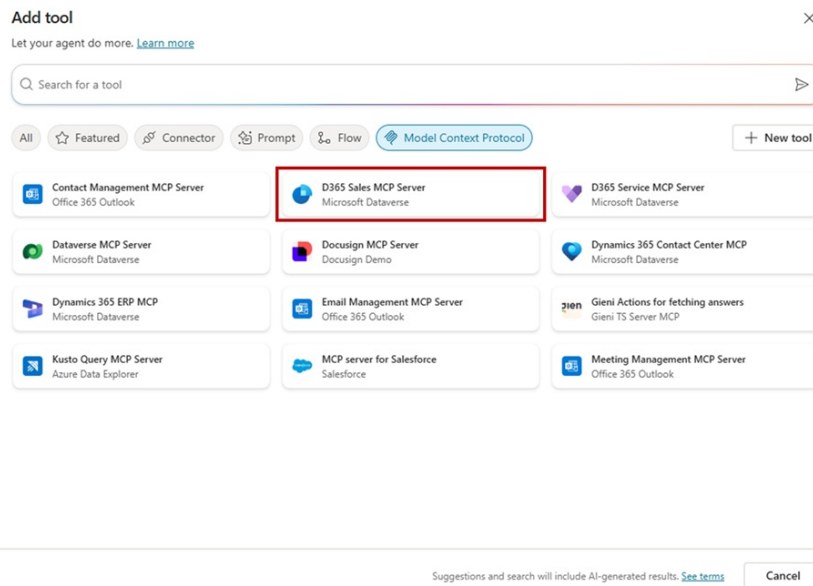 Add tool
Let your agent do more. Learn more
Search for a tool
All
Featured
Connector
Prompt
Flow
Model Context Protocol
New tool
Contact Management MCP Server
Office 365 Outlook
D365 Sales MCP Server
Microsoft Dataverse
D365 Service MCP Server
Microsoft Dataverse
Dataverse MCP Server
Microsoft Dataverse
Docusign MCP Server
Docusign Demo
Dynamics 365 Contact Center MCP
Microsoft Dataverse
Dynamics 365 ERP MCP
Microsoft Dataverse
Email Management MCP Server
Office 365 Outlook
gien
Gieni Actions for fetching answers
Gieni TS Server MCP
Kusto Query MCP Server
Azure Data Explorer
MCP server for Salesforce
Salesforce
Meeting Management MCP Server
Office 365 Outlook
Suggestions and search will include AI-generated results. See terms
Cancel